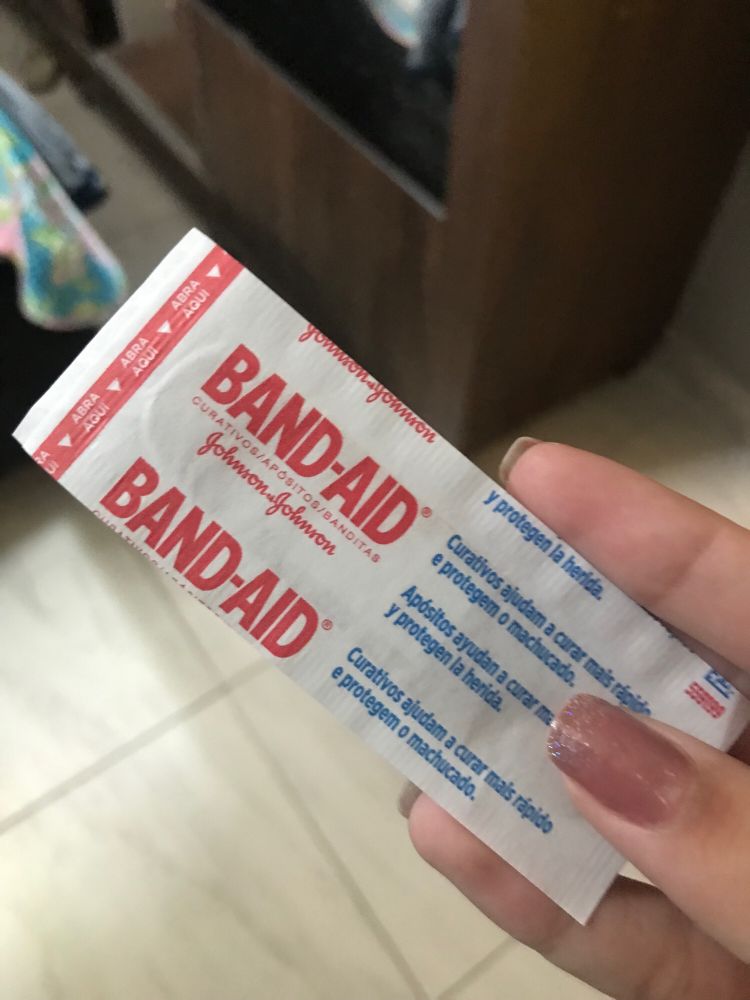 ABRA
AQUI
ABRA
AQUI
ABRA
AQUI
RA
UI
Johnson & Johnson
BAND-AID®
CURATIVOS/APÓSITOS/BANDITAS
Johnson & Johnson
BAND-AID®
y protegen la herida.
Curativos ajudam a curar mais rápido
e protegem o machucado.
Apósitos ayudan a curar
y protegen la herida.
Curativos ajudam a curar mais rápido
e protegem o machucado.